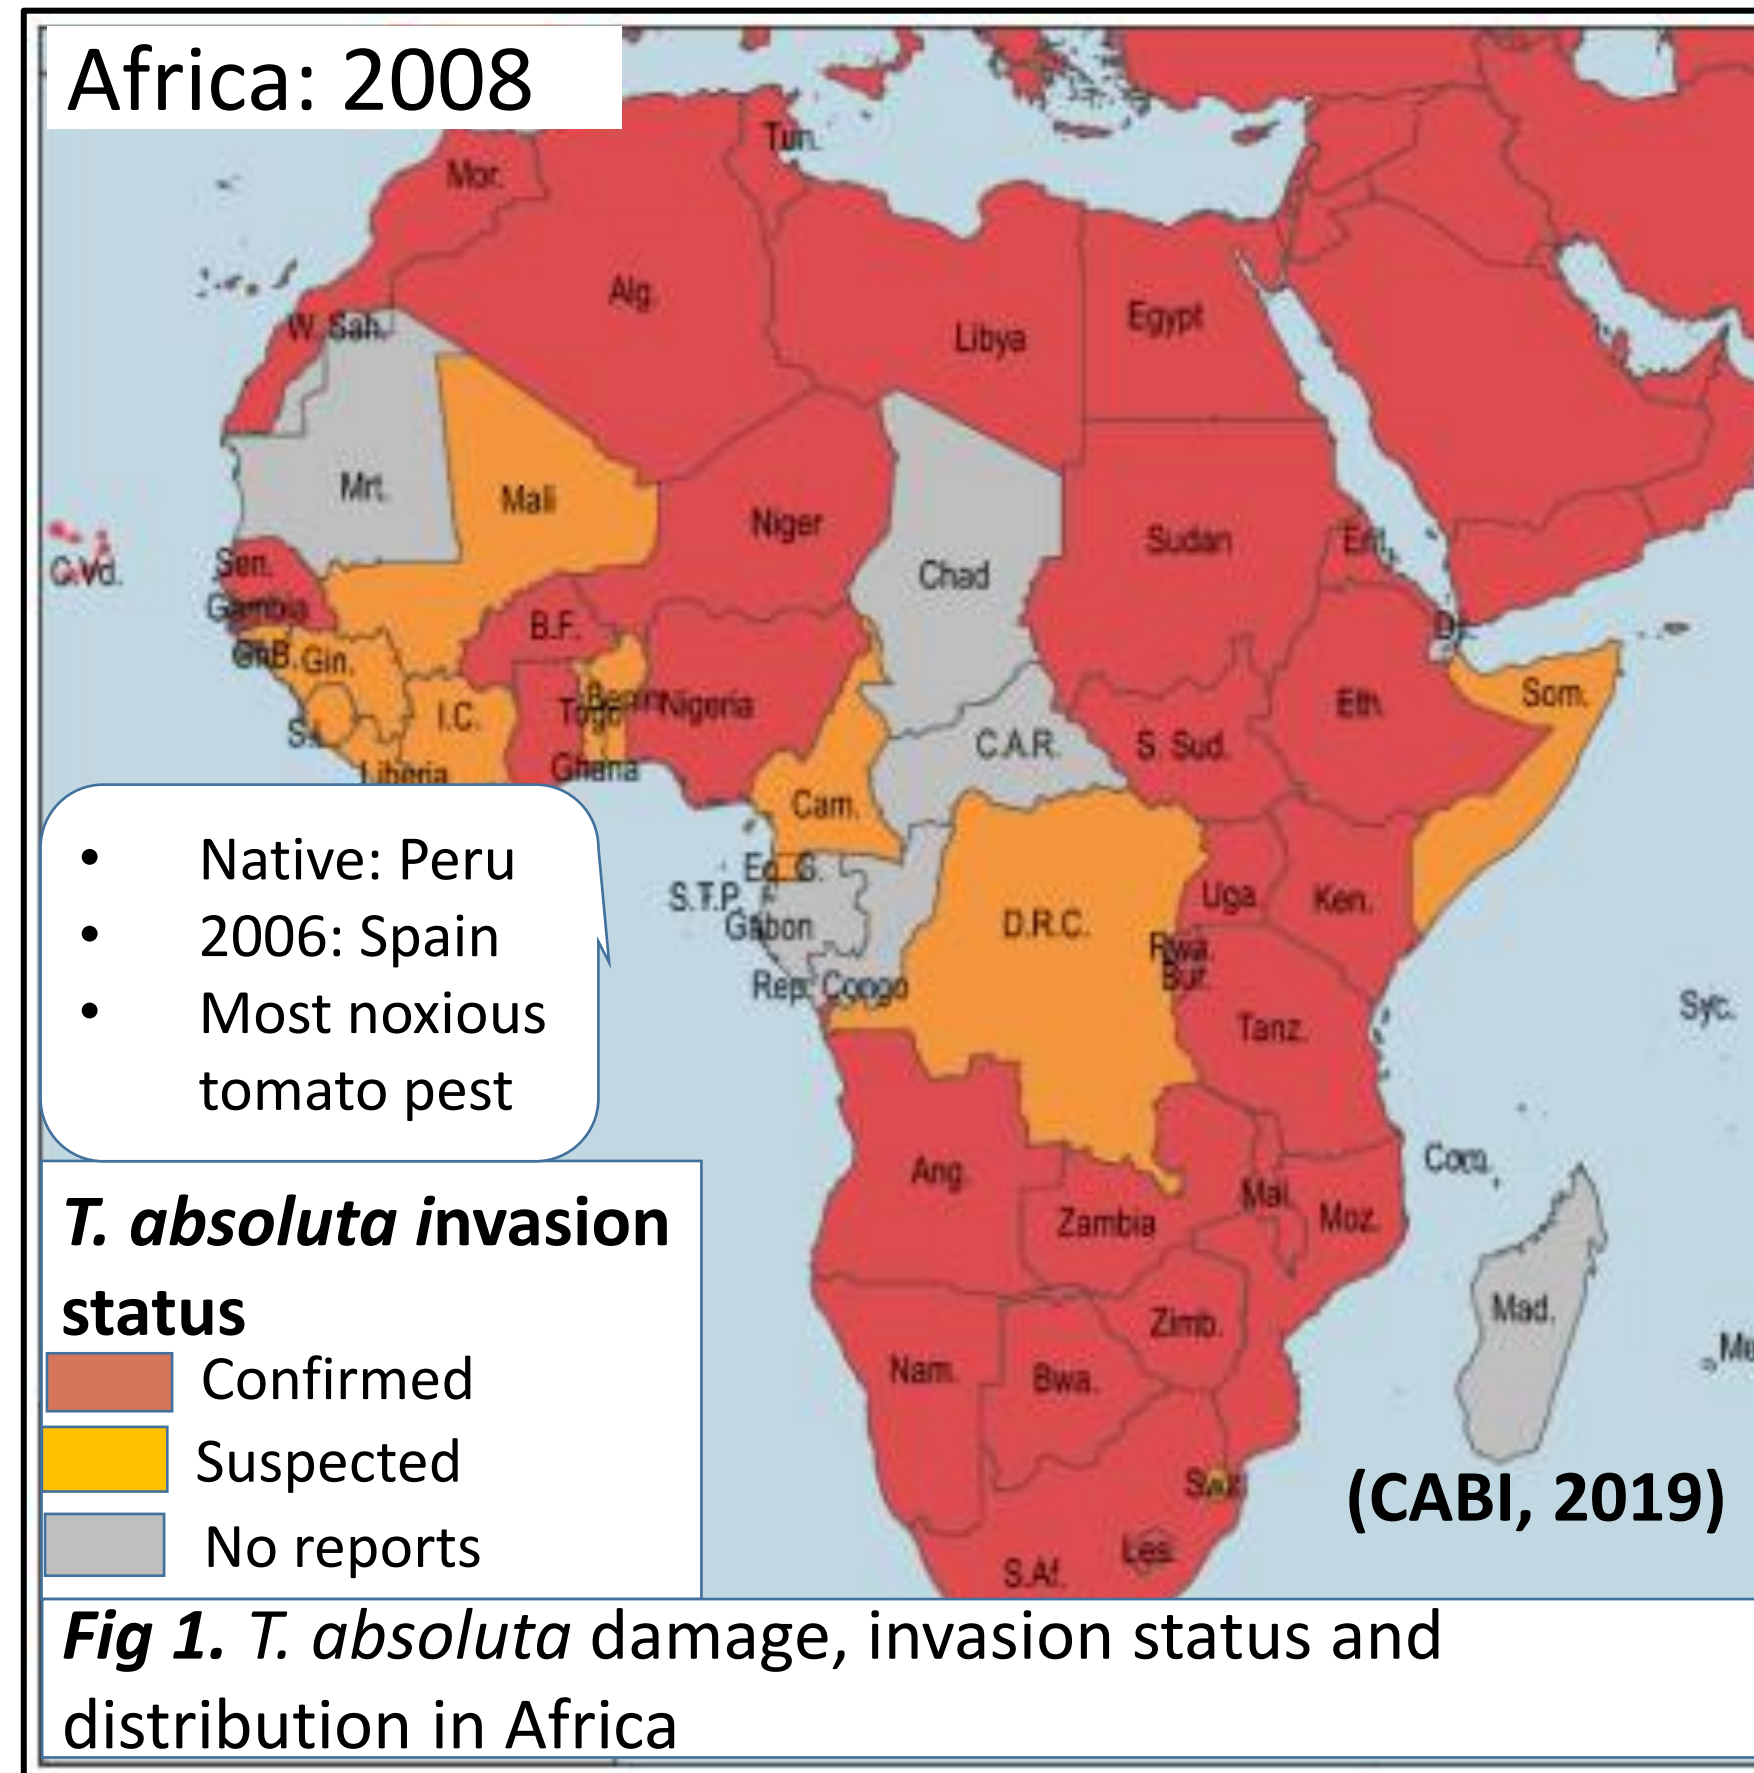 Africa: 2008
Tun.
Mor.
Alg.
Libya
Egypt
W. Sah.
Mrt.
Mali
Niger
Chad
Sudan
Erit.
C.Vd.
Sen.
Gambia
B.F.
GnB. Gin.
Benin
Togo
Nigeria
I.C.
S.L.
Ghana
Liberia
Eth.
Som.
S. Sud.
C.A.R.
Cam.
Eq. G.
S.T.P.
Gabon
Rep. Congo
D.R.C.
Uga.
Ken.
Rwa.
Bur.
Tanz.
Syc.
Com.
Ang.
Zambia
Mal.
Moz.
Zimb.
Mad.
Nam.
Bwa.
Les.
S.Af.
• Native: Peru
• 2006: Spain
• Most noxious
tomato pest
T. absoluta invasion
status
Confirmed
Suspected
No reports
(CABI, 2019)
Fig 1. T. absoluta damage, invasion status and
distribution in Africa